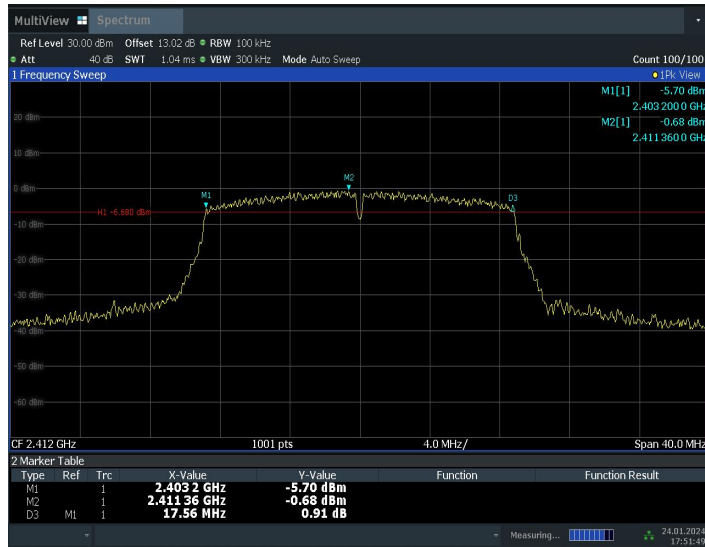 MultiView Spectrum
Ref Level 30.00 dBm Offset 13.02 dB RBW 100 kHz
Att 40 dB SWT 1.04 ms VBW 300 kHz Mode Auto Sweep Count 100/100
1 Frequency Sweep 1Pk View
M1[1] -5.70 dBm
2.403 200 0 GHz
M2[1] -0.68 dBm
2.411 360 0 GHz
20 dBm
10 dBm
0 dBm
M2
M1
D3
H1 -6.680 dBm
-10 dBm
-20 dBm
-30 dBm
-40 dBm
-50 dBm
-60 dBm
CF 2.412 GHz 1001 pts 4.0 MHz/ Span 40.0 MHz
2 Marker Table
Type Ref Trc X-Value Y-Value Function Function Result
M1 1 2.403 2 GHz -5.70 dBm
M2 1 2.411 36 GHz -0.68 dBm
D3 M1 1 17.56 MHz 0.91 dB
Measuring... 24.01.2024
17:51:49